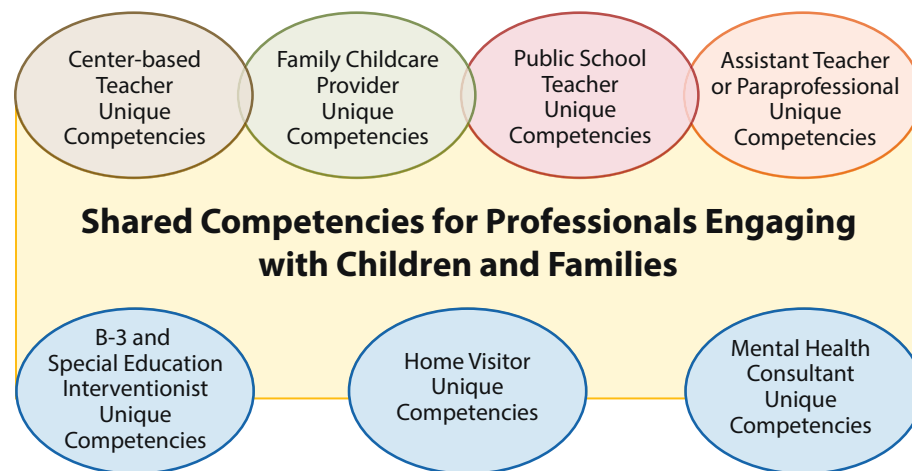 Center-based
Teacher
Unique
Competencies
Family Childcare
Provider
Unique
Competencies
Public School
Teacher
Unique
Competencies
Assistant Teacher
or Paraprofessional
Unique
Competencies
Shared Competencies for Professionals Engaging
with Children and Families
B-3 and
Special Education
Interventionist
Unique
Competencies
Home Visitor
Unique
Competencies
Mental Health
Consultant
Unique
Competencies